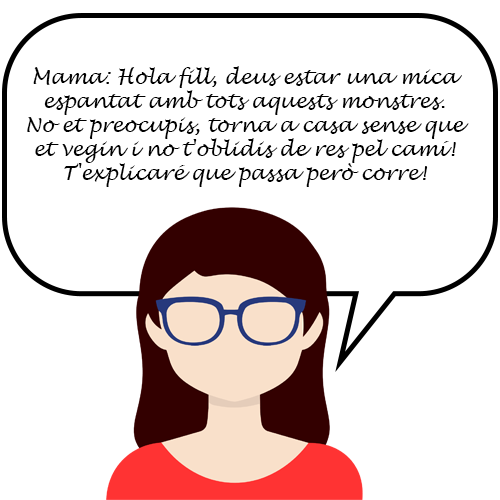 Mama: Hola fill, deus estar una mica
espantat amb tots aquests monstres.
No et preocupis, torna a casa sense que
et vegin i no t'oblidis de res pel camí!
T'explicaré que passa però corre!